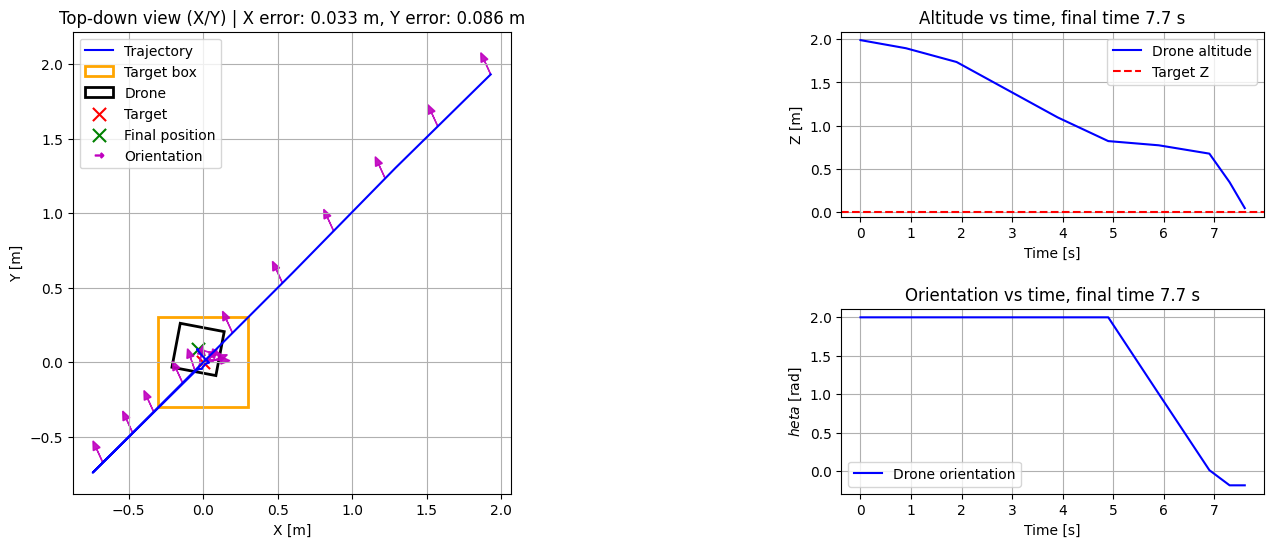 Top-down view (X/Y) | X error: 0.033 m, Y error: 0.086 m
Trajectory
Target box
Drone
Target
Final position
Orientation
2.0
1.5
1.0
0.5
0.0
−0.5
Y [m]
−0.5 0.0 0.5 1.0 1.5 2.0
X [m]
Altitude vs time, final time 7.7 s
Drone altitude
Target Z
2.0
1.5
1.0
0.5
0.0
Z [m]
0 1 2 3 4 5 6 7
Time [s]
Orientation vs time, final time 7.7 s
2.0
1.5
1.0
0.5
0.0
heta [rad]
Drone orientation
0 1 2 3 4 5 6 7
Time [s]